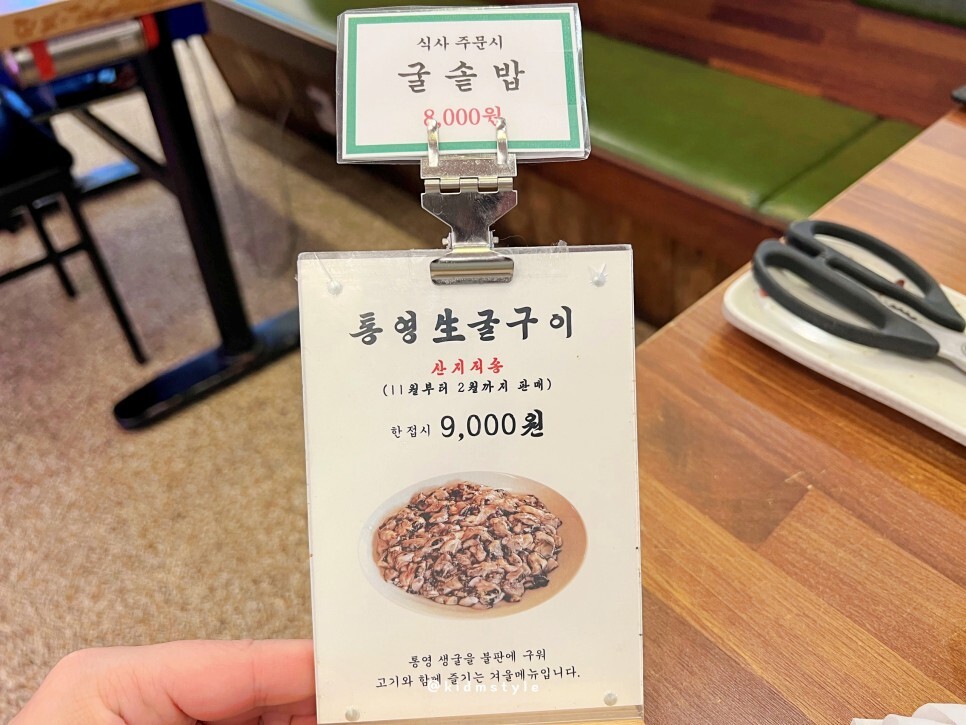 식사 주문시
굴솥밥
8,000원
통영生굴구이
산지직송
(11월부터 2월까지 판매)
한접시 9,000원
통영 생굴을 불판에 구워
고기와 함께 즐기는 겨울메뉴입니다.
@kidmstyle